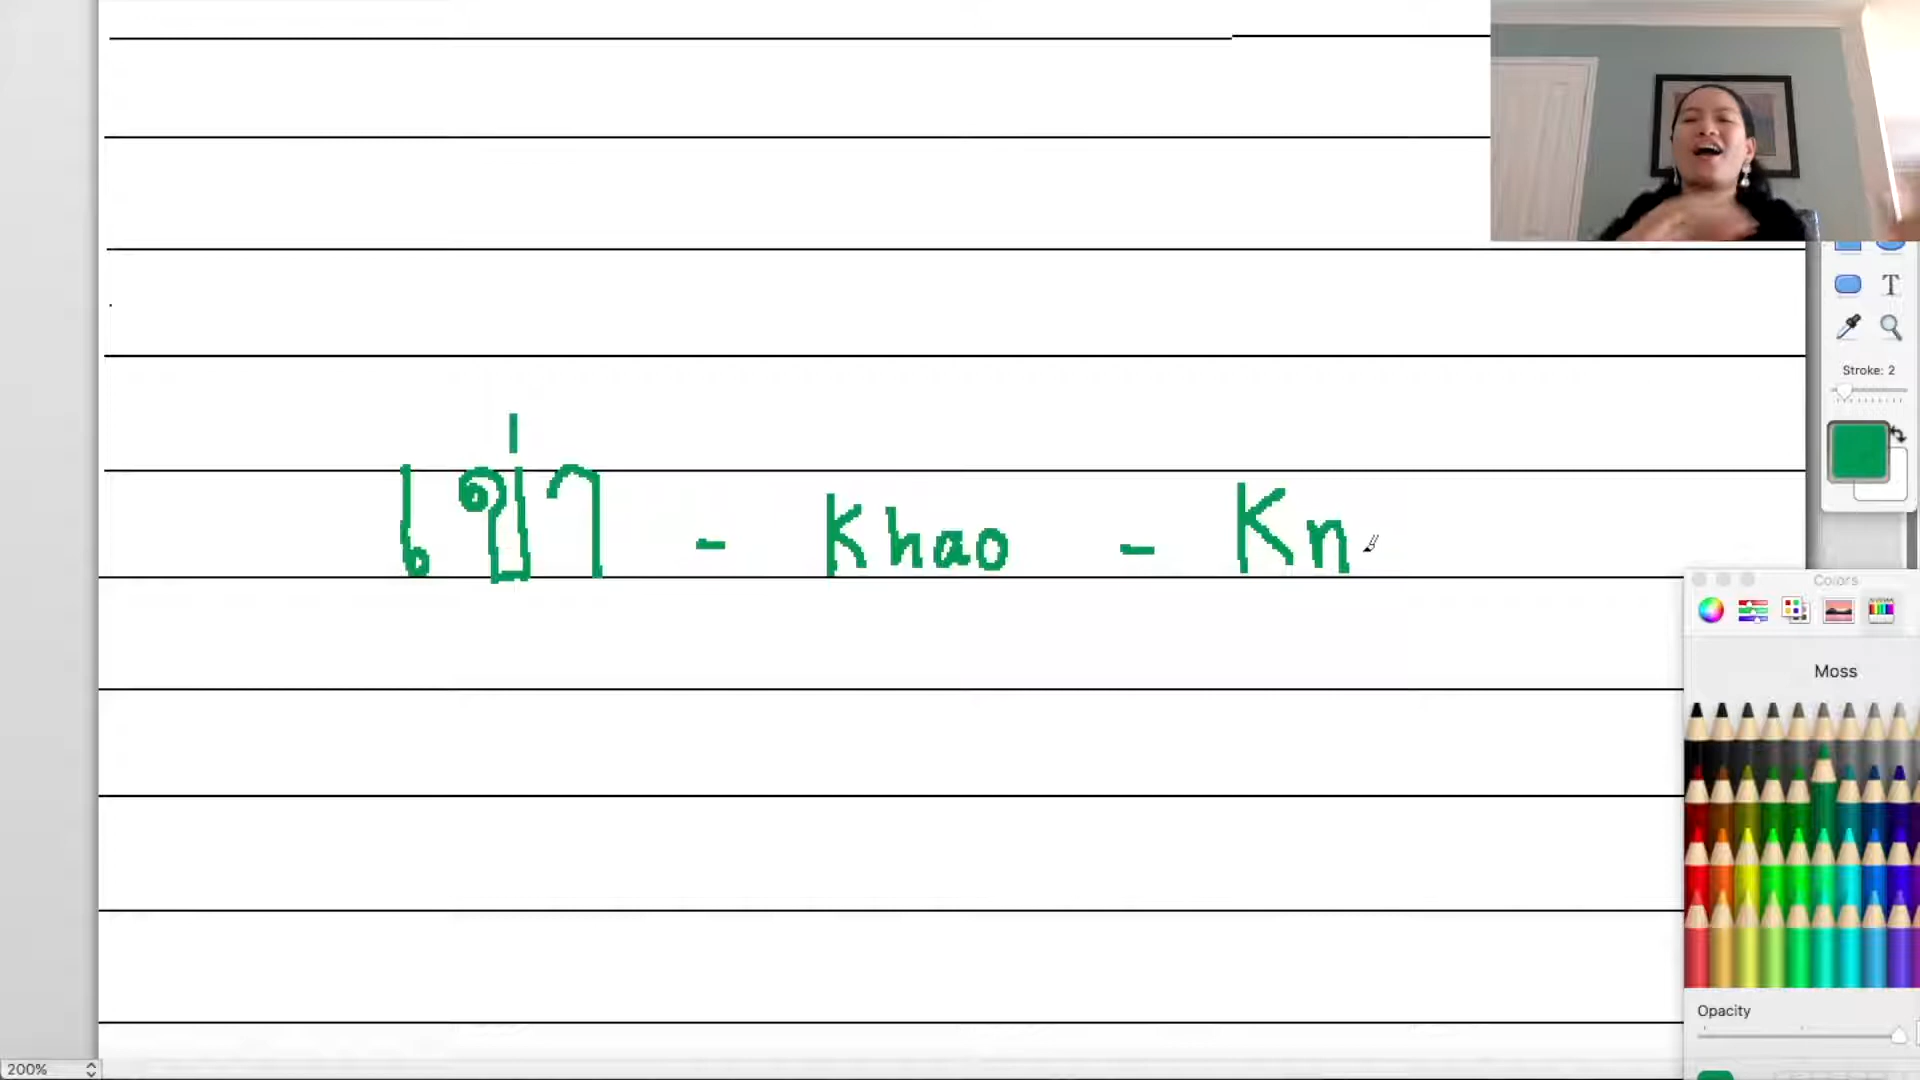 T
Stroke: 2
เข่า - Khao - Kn
Colors
Moss
Opacity
200%